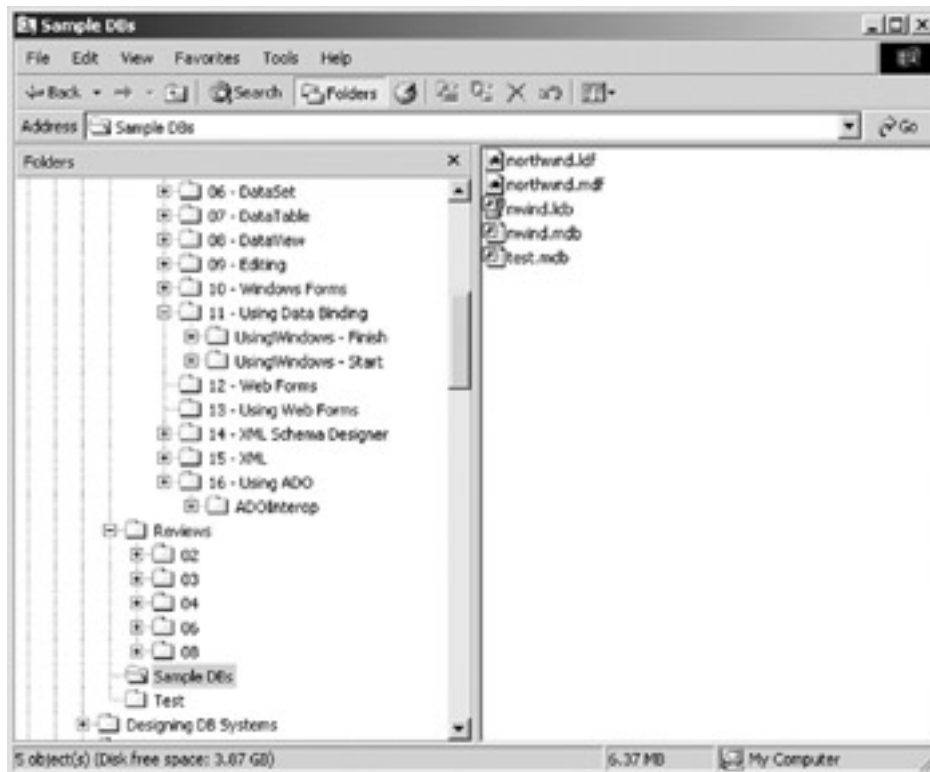 Sample DBs
File Edit View Favorites Tools Help
Back Search Folders
Address Sample DBs Go
Folders
06 - DataSet
07 - DataTable
08 - DataView
09 - Editing
10 - Windows Forms
11 - Using Data Binding
UsingWindows - Finish
UsingWindows - Start
12 - Web Forms
13 - Using Web Forms
14 - XML Schema Designer
15 - XML
16 - Using ADO
ADOInterop
Reviews
02
03
04
06
08
Sample DBs
Test
Designing DB Systems
northwind.ldf
northwind.mdf
nwind.ldb
nwind.mdb
test.mdb
5 object(s) (Disk free space: 3.87 GB) 6.37 MB My Computer